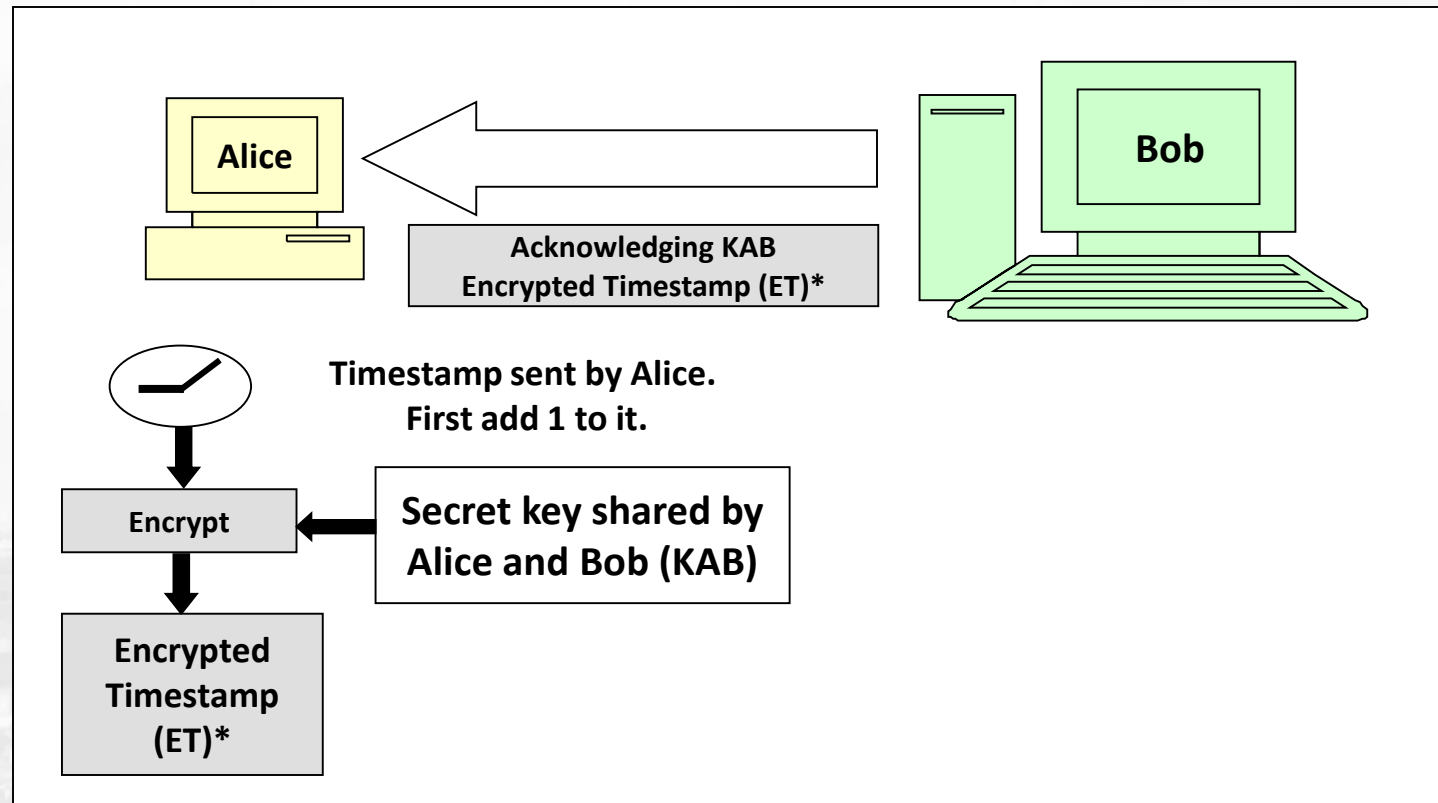 Alice
Bob
Acknowledging KAB
Encrypted Timestamp (ET)*
Timestamp sent by Alice.
First add 1 to it.
Encrypt
Secret key shared by
Alice and Bob (KAB)
Encrypted
Timestamp
(ET)*